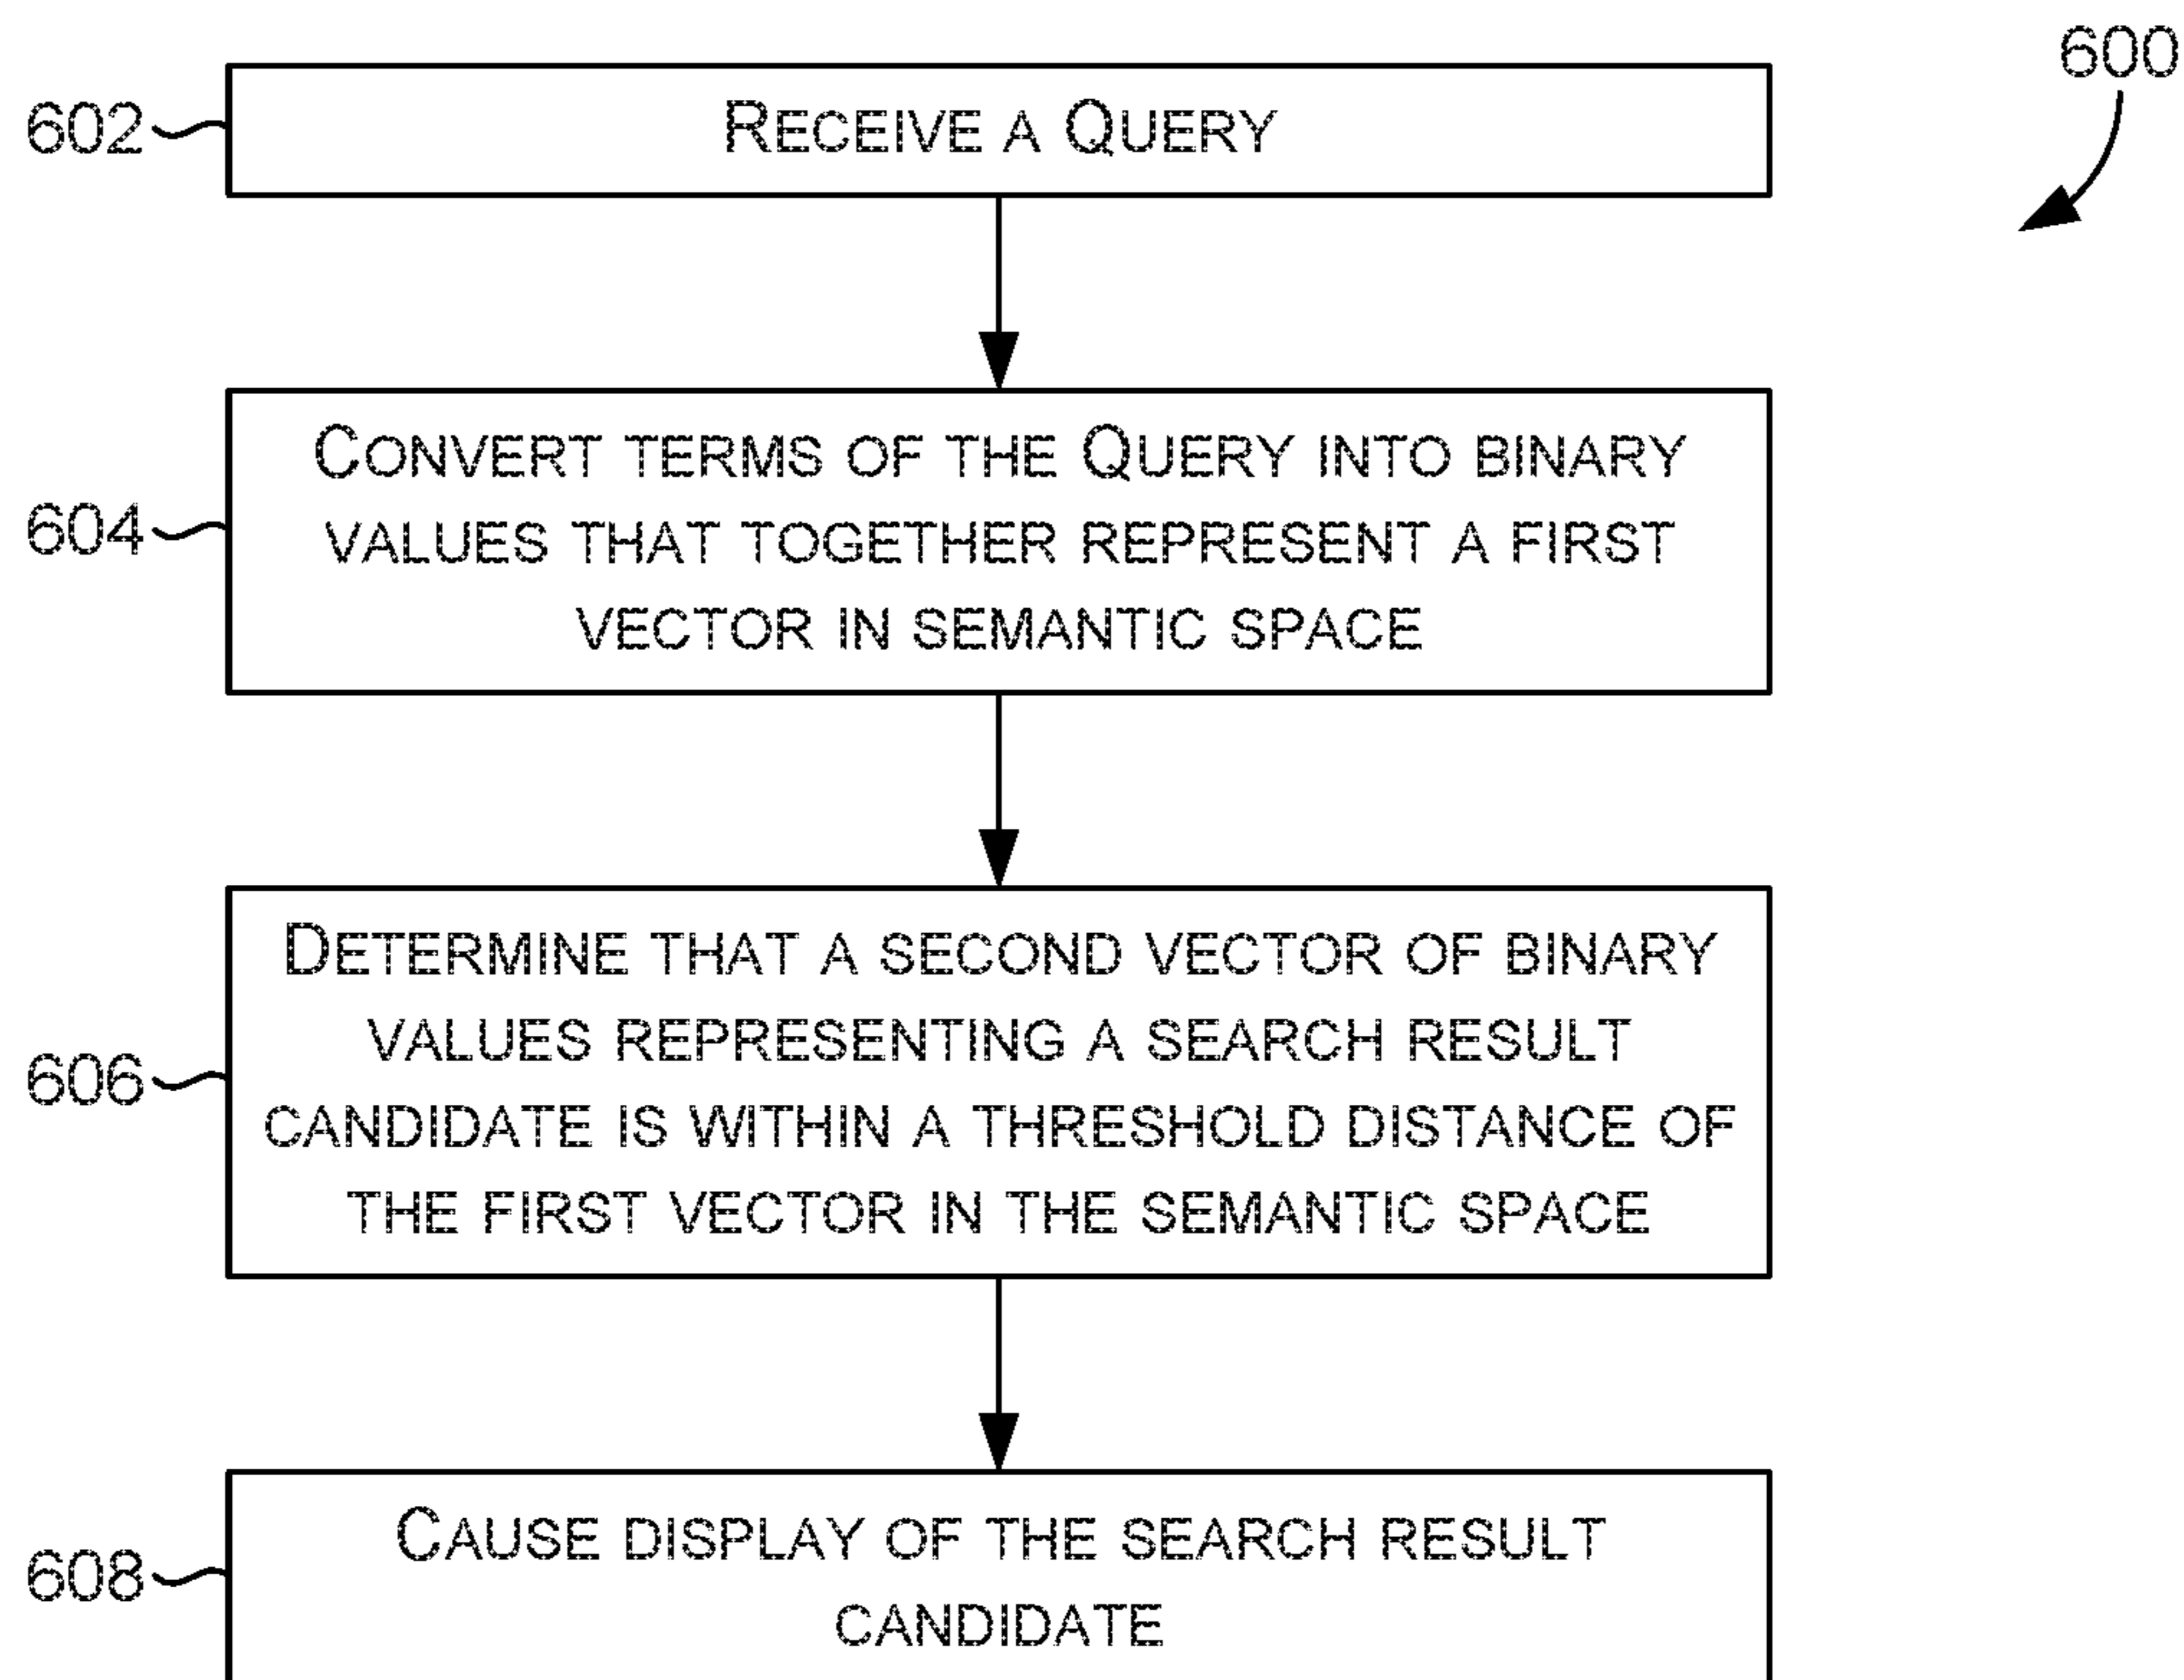 600
602
RECEIVE A QUERY
604
CONVERT TERMS OF THE QUERY INTO BINARY
VALUES THAT TOGETHER REPRESENT A FIRST
VECTOR IN SEMANTIC SPACE
606
DETERMINE THAT A SECOND VECTOR OF BINARY
VALUES REPRESENTING A SEARCH RESULT
CANDIDATE IS WITHIN A THRESHOLD DISTANCE OF
THE FIRST VECTOR IN THE SEMANTIC SPACE
608
CAUSE DISPLAY OF THE SEARCH RESULT
CANDIDATE